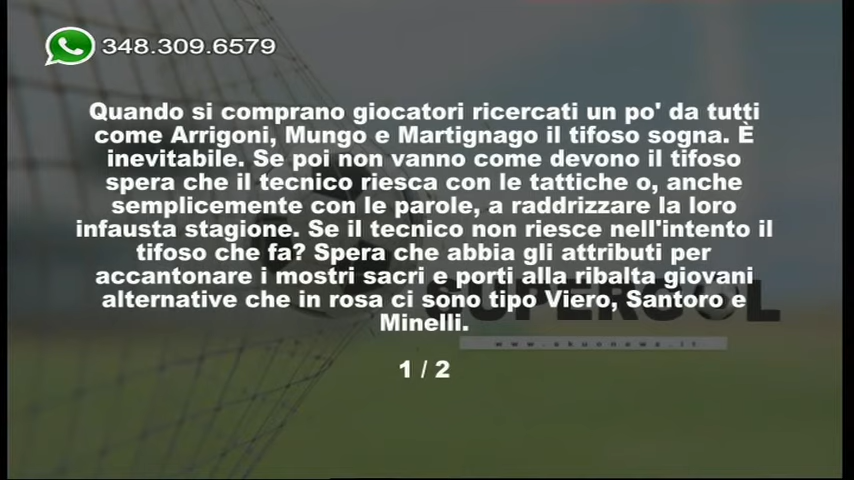 348.309.6579
Quando si comprano giocatori ricercati un po' da tutti
come Arrigoni, Mungo e Martignago il tifoso sogna. È
inevitabile. Se poi non vanno come devono il tifoso
spera che il tecnico riesca con le tattiche o, anche
semplicemente con le parole, a raddrizzare la loro
infausta stagione. Se il tecnico non riesce nell'intento il
tifoso che fa? Spera che abbia gli attributi per
accantonare i mostri sacri e porti alla ribalta giovani
alternative che in rosa ci sono tipo Viero, Santoro e
Minelli.
SUPERGOL
www.ekuonews.it
1 / 2